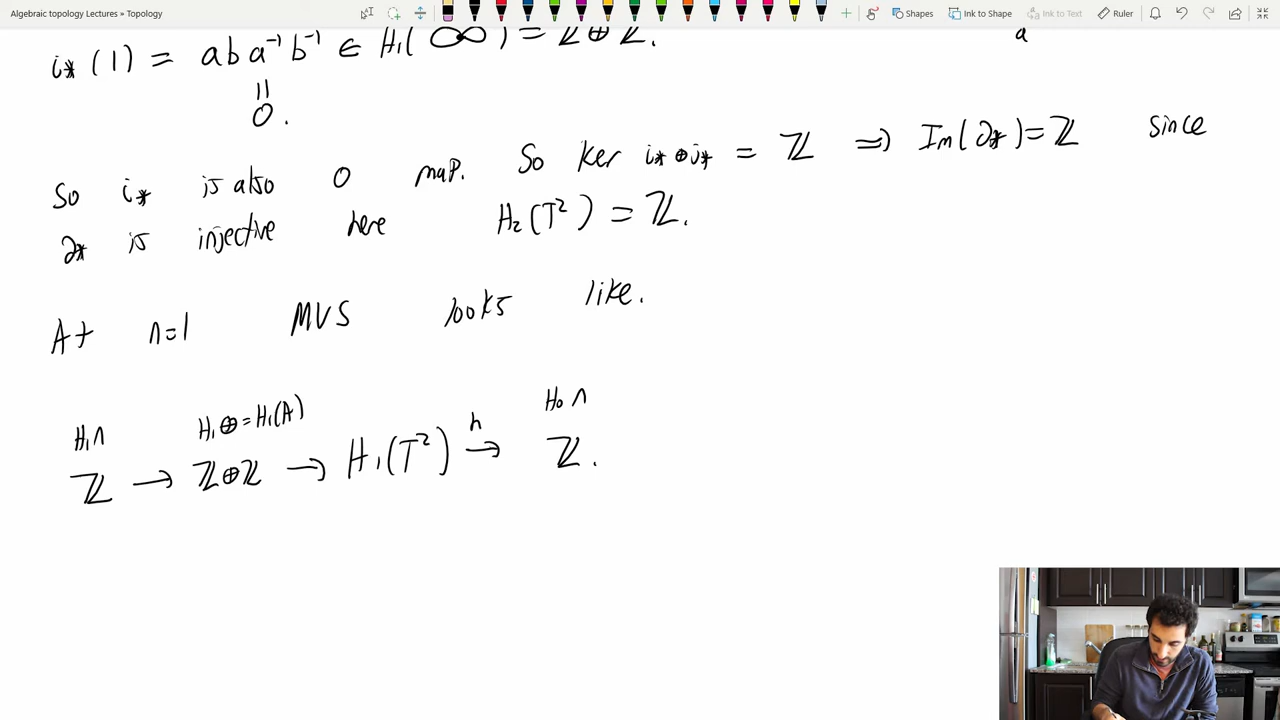 Algebraic topology Lectures – Topology
Shapes Ink to Shape Ink to Text Ruler
i* (1) = aba⁻¹b⁻¹ ∈ H₁(∞) = Z⊕Z.
a
||
0.
So i* is also 0 map. So Ker i*⊕j* = ℤ ⇒ Im(∂*)=ℤ since
∂* is injective here H₂(T²) = ℤ.
At n=1 MVS looks like.
H₁∩ H₁⊕=H₁(A) H₀∩
ℤ → ℤ⊕ℤ → H₁(T²) →h ℤ.